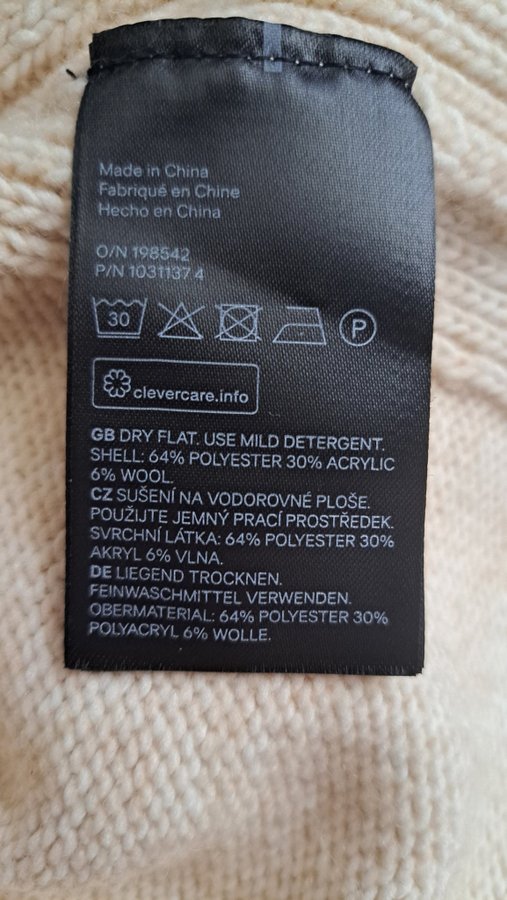 Made in China
Fabriqué en Chine
Hecho en China
O/N 198542
P/N 1031137 4
30
P
clevercare.info
GB DRY FLAT. USE MILD DETERGENT.
SHELL: 64% POLYESTER 30% ACRYLIC
6% WOOL.
CZ SUŠENÍ NA VODOROVNÉ PLOŠE.
POUŽIJTE JEMNÝ PRACÍ PROSTŘEDEK.
SVRCHNÍ LÁTKA: 64% POLYESTER 30%
AKRYL 6% VLNA.
DE LIEGEND TROCKNEN.
FEINWASCHMITTEL VERWENDEN.
OBERMATERIAL: 64% POLYESTER 30%
POLYACRYL 6% WOLLE.